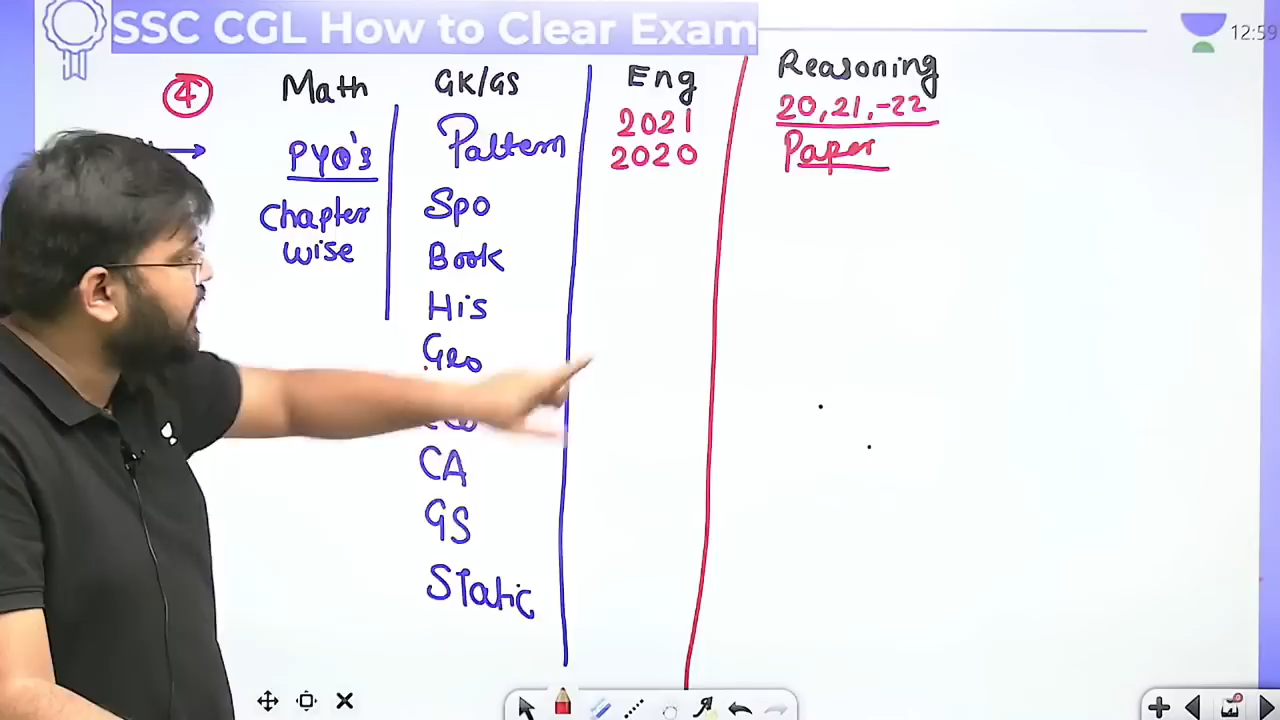 SSC CGL How to Clear Exam
12:59
4
Math
PYQ's
Chapter
wise
GK/GS
Pattern
Spo
Book
His
Geo
CA
GS
Static
Eng
2021
2020
Reasoning
20, 21, -22
Paper